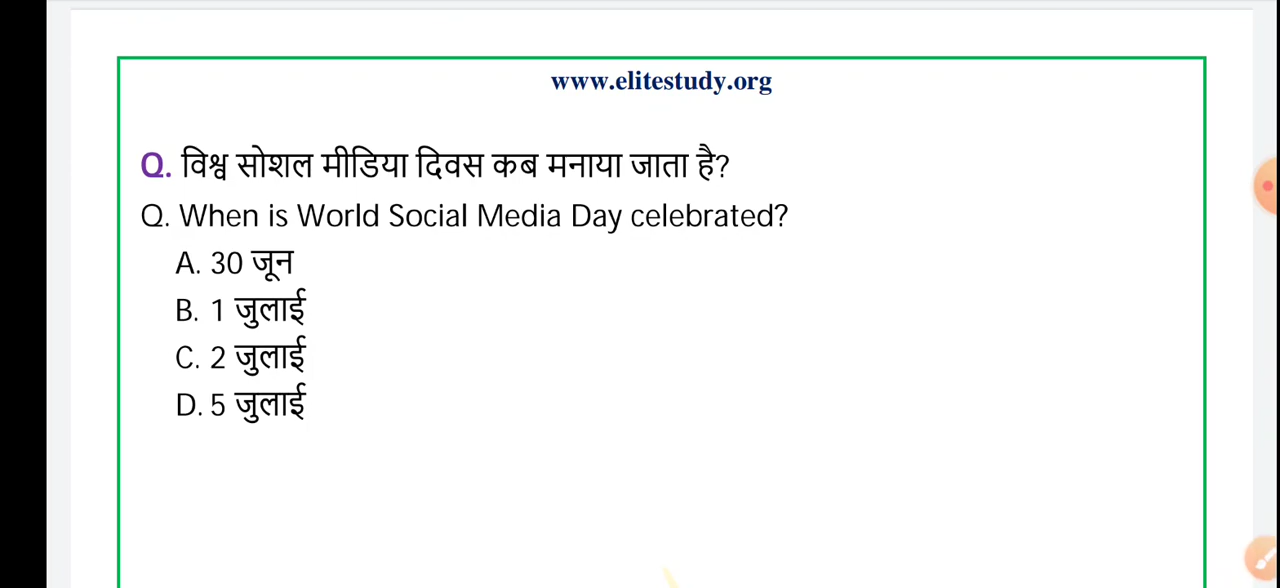 www.elitestudy.org
Q. विश्व सोशल मीडिया दिवस कब मनाया जाता है?
Q. When is World Social Media Day celebrated?
A. 30 जून
B. 1 जुलाई
C. 2 जुलाई
D. 5 जुलाई